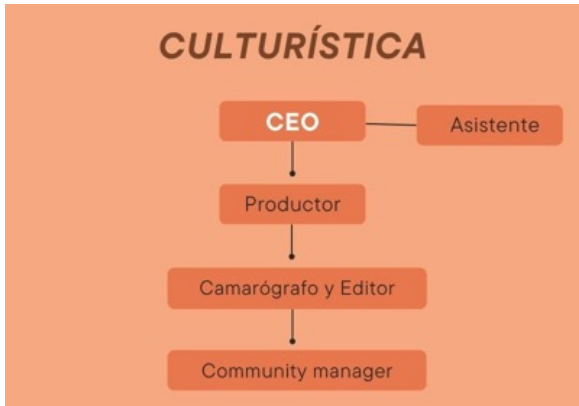 CULTURÍSTICA
CEO
Asistente
Productor
Camarógrafo y Editor
Community manager